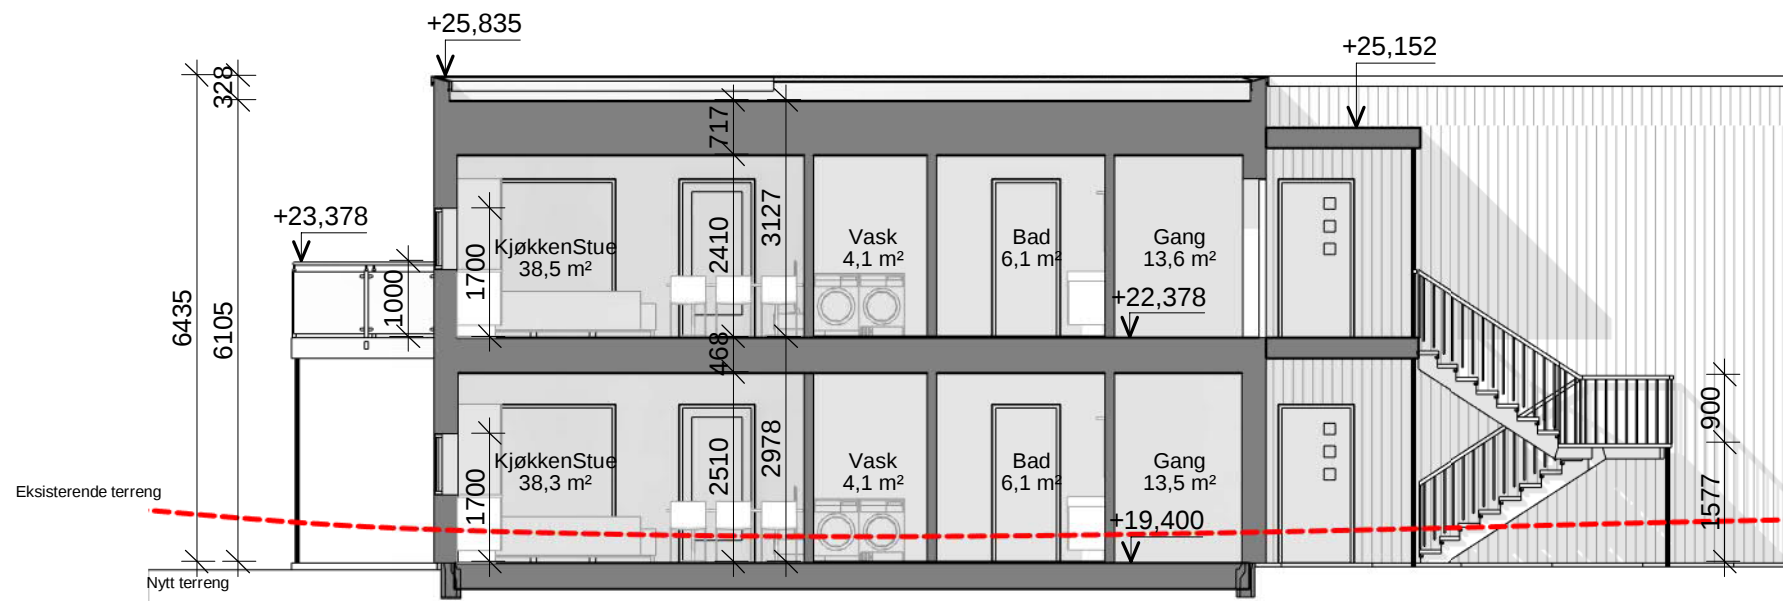 +25,835
+25,152
328
717
+23,378
3127
2410
KjøkkenStue
38,5 m²
Vask
4,1 m²
Bad
6,1 m²
Gang
13,6 m²
1700
1000
+22,378
6435
6105
468
900
2978
2510
KjøkkenStue
38,3 m²
Vask
4,1 m²
Bad
6,1 m²
Gang
13,5 m²
1700
Eksisterende terreng
+19,400
1577
Nytt terreng